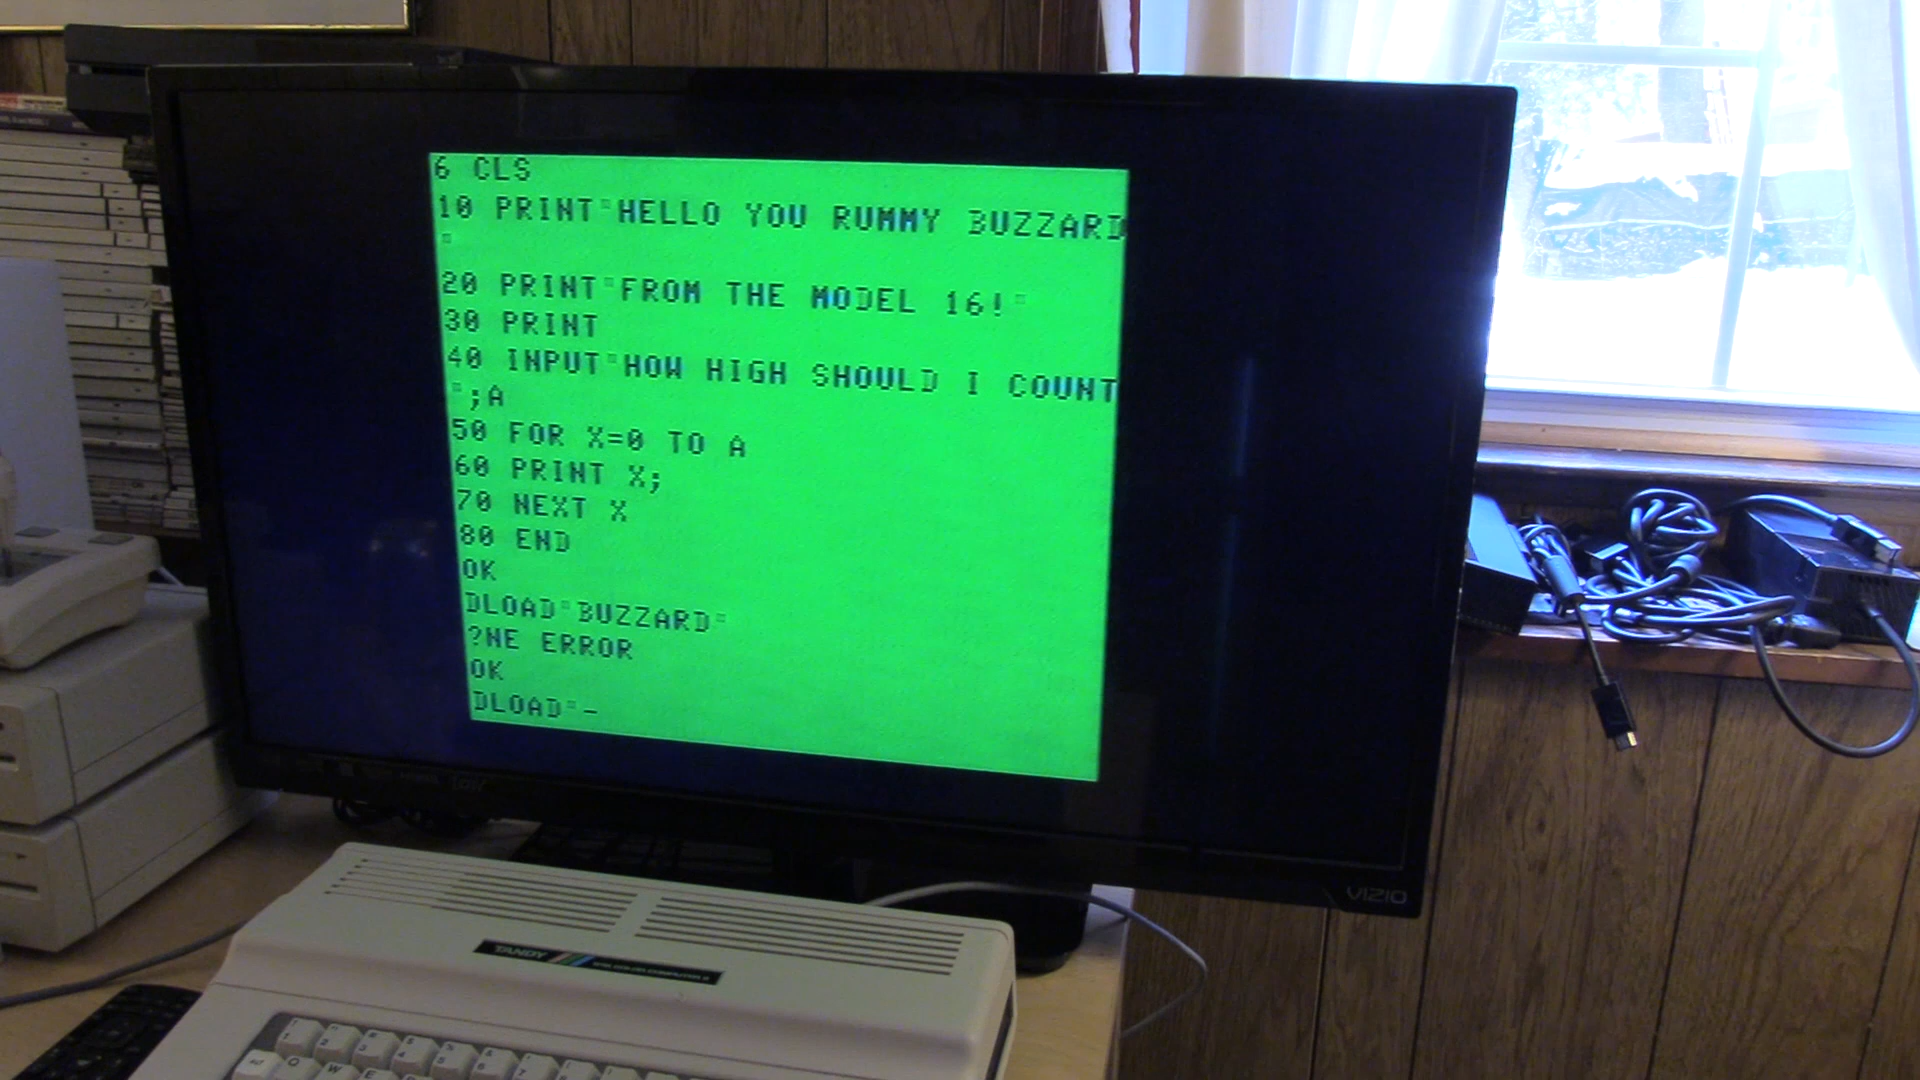 6 CLS
10 PRINT"HELLO YOU RUMMY BUZZARD
"
20 PRINT"FROM THE MODEL 16!"
30 PRINT
40 INPUT"HOW HIGH SHOULD I COUNT
";A
50 FOR X=0 TO A
60 PRINT X;
70 NEXT X
80 END
OK
DLOAD"BUZZARD"
?NE ERROR
OK
DLOAD"-
VIZIO
TANDY